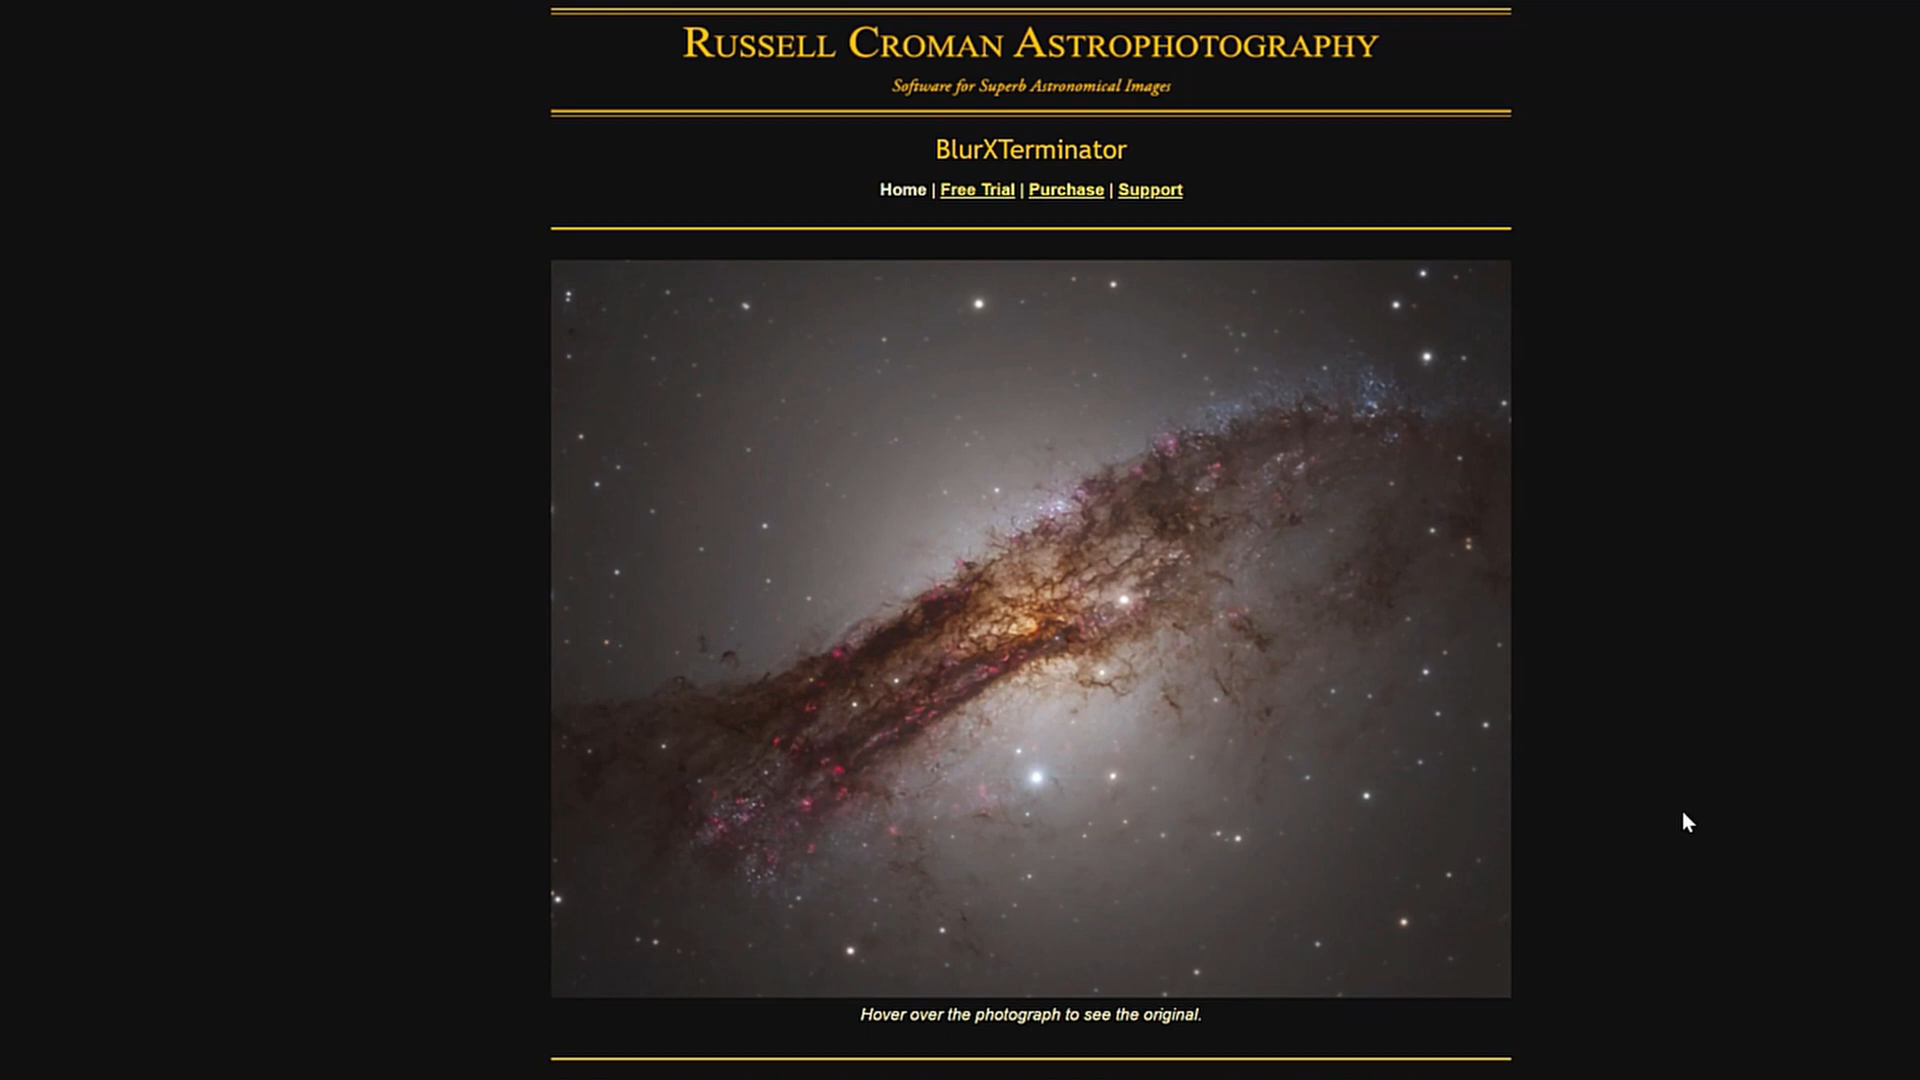 Russell Croman Astrophotography
Software for Superb Astronomical Images
BlurXTerminator
Home | Free Trial | Purchase | Support
Hover over the photograph to see the original.